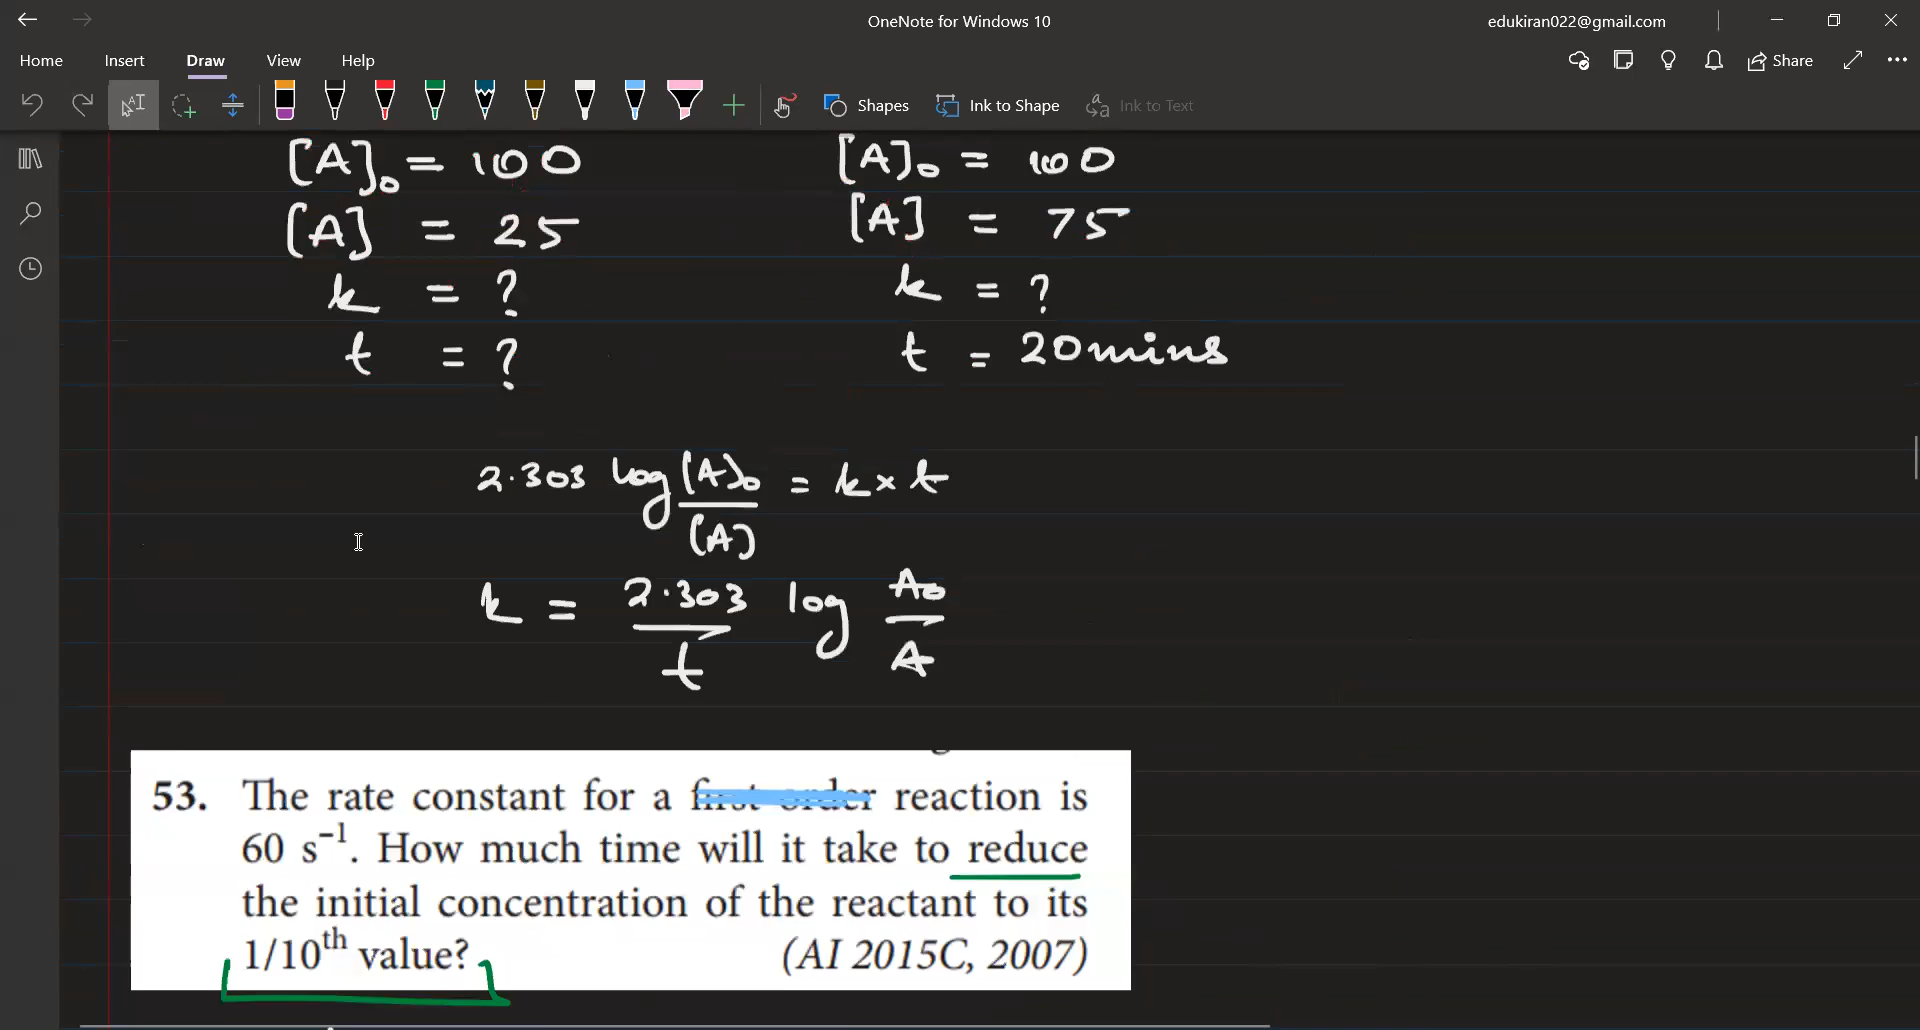 OneNote for Windows 10
edukiran022@gmail.com
Home Insert Draw View Help
Share
Shapes Ink to Shape Ink to Text
[A]₀ = 100 [A]₀ = 100
[A] = 25 [A] = 75
k = ? k = ?
t = ? t = 20mins
2.303 log [A]₀ / [A] = k × t
k = 2.303 / t log A₀ / A
53. The rate constant for a first order reaction is
60 s⁻¹. How much time will it take to reduce
the initial concentration of the reactant to its
1/10th value? (AI 2015C, 2007)